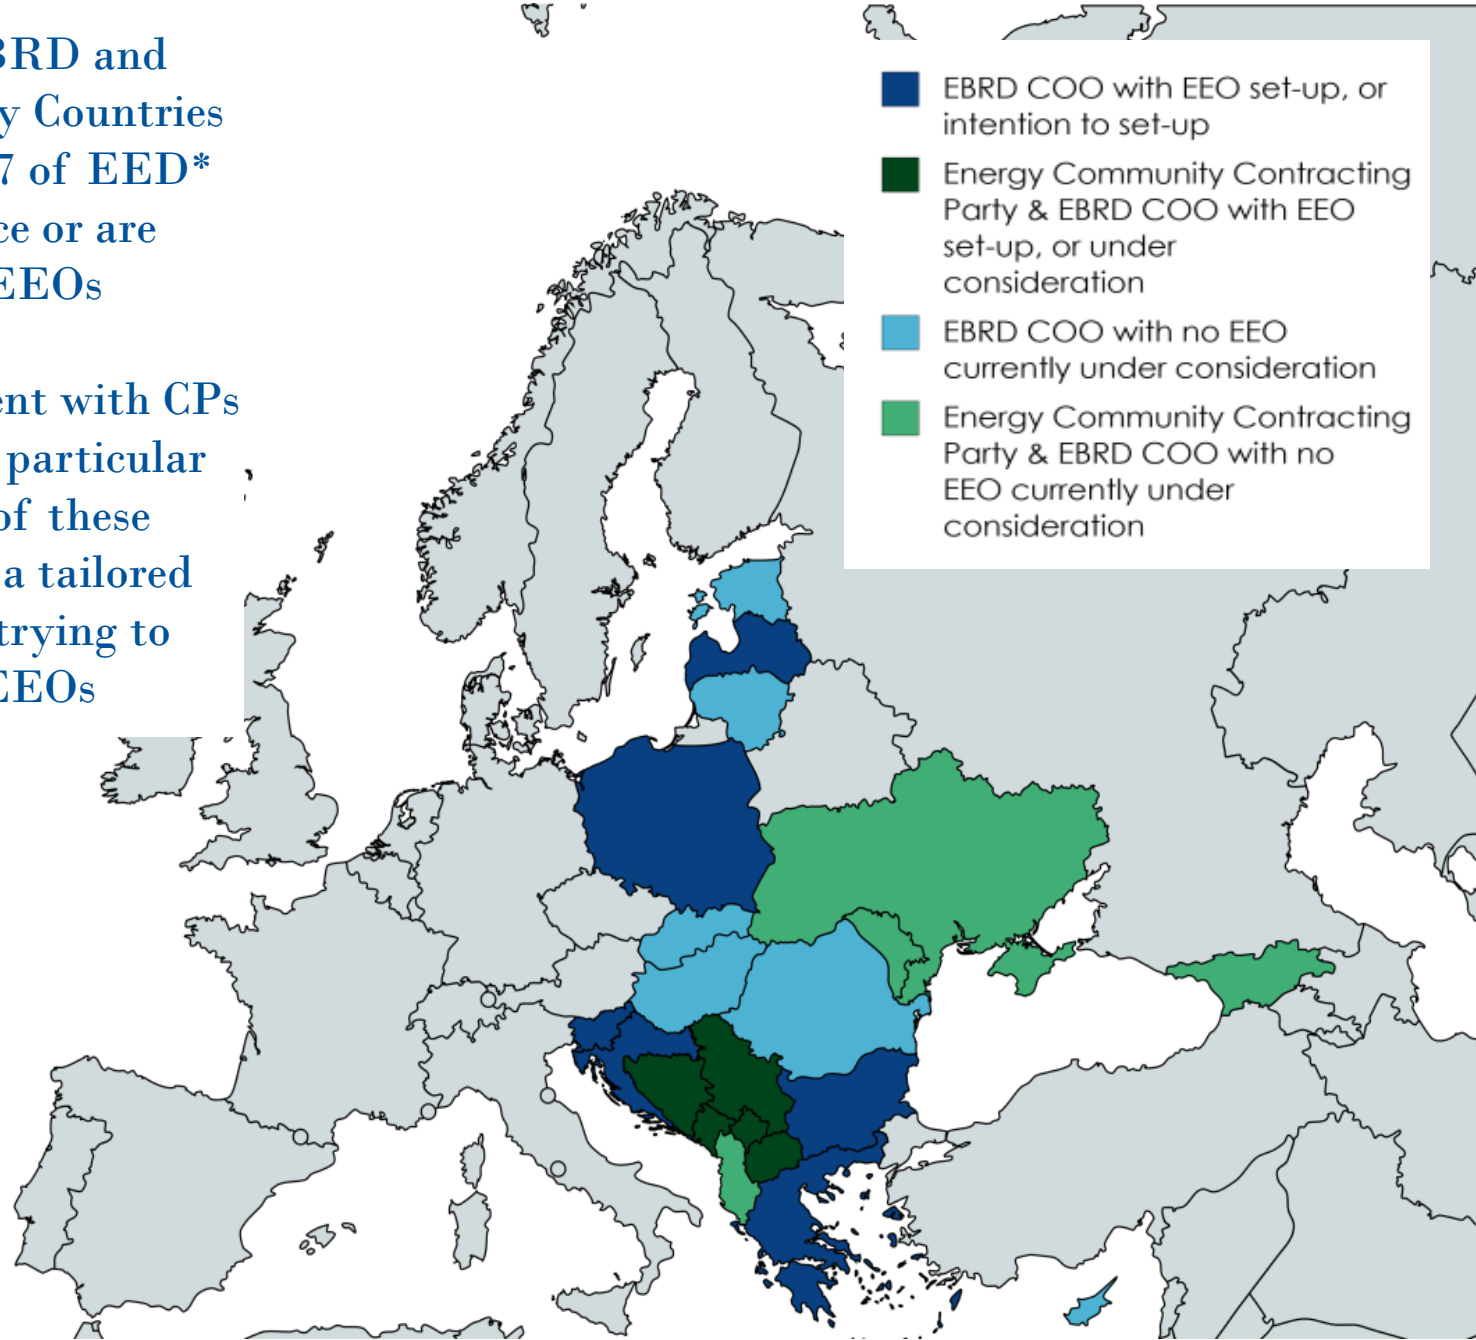 BRD and
y Countries
7 of EED*
ce or are
EEOs
ent with CPs
particular
of these
a tailored
trying to
EEOs
EBRD COO with EEO set-up, or
intention to set-up
Energy Community Contracting
Party & EBRD COO with EEO
set-up, or under
consideration
EBRD COO with no EEO
currently under consideration
Energy Community Contracting
Party & EBRD COO with no
EEO currently under
consideration